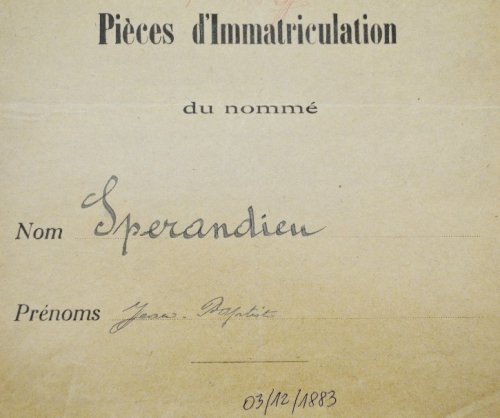 Pièces d'Immatriculation
du nommé
Nom Sperandieu
Prénoms Jean-Baptiste
03/12/1883